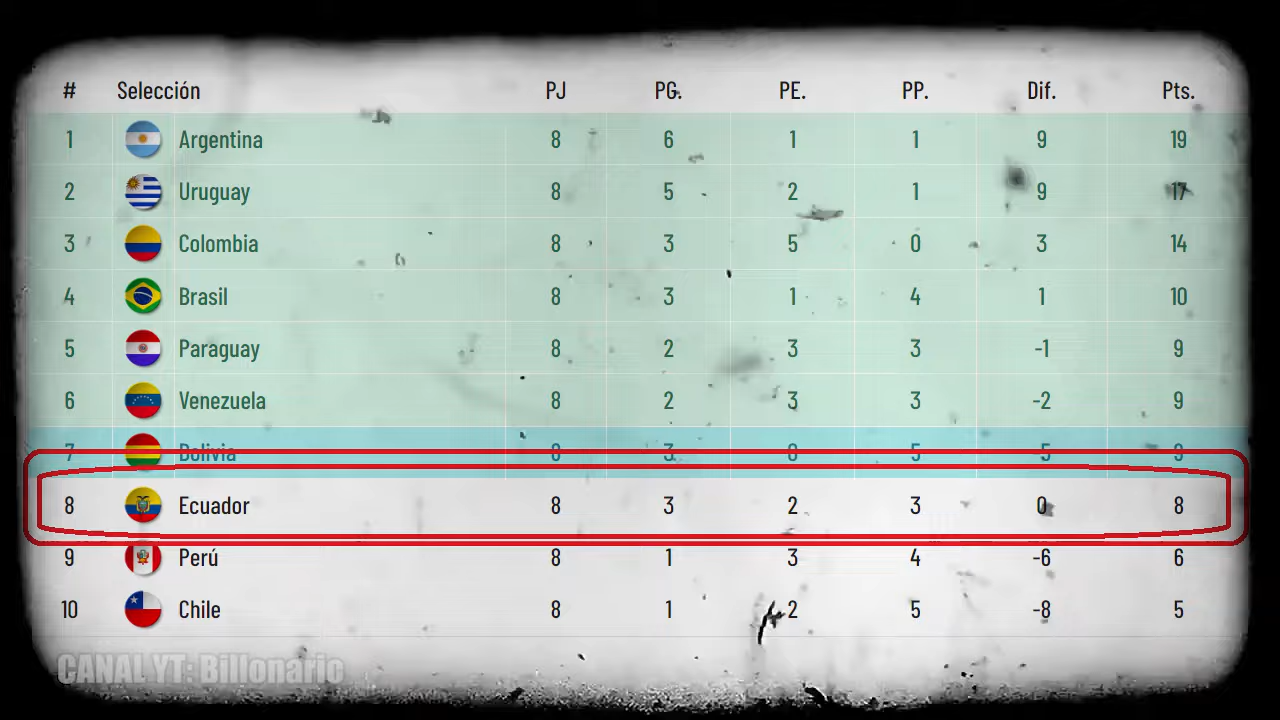 # Selección PJ PG. PE. PP. Dif. Pts.
1 Argentina 8 6 1 1 9 19
2 Uruguay 8 5 2 1 9 17
3 Colombia 8 3 5 0 3 14
4 Brasil 8 3 1 4 1 10
5 Paraguay 8 2 3 3 -1 9
6 Venezuela 8 2 3 3 -2 9
7 Bolivia 8 3 0 5 -5 9
8 Ecuador 8 3 2 3 0 8
9 Perú 8 1 3 4 -6 6
10 Chile 8 1 2 5 -8 5
CANAL YT: Billonario